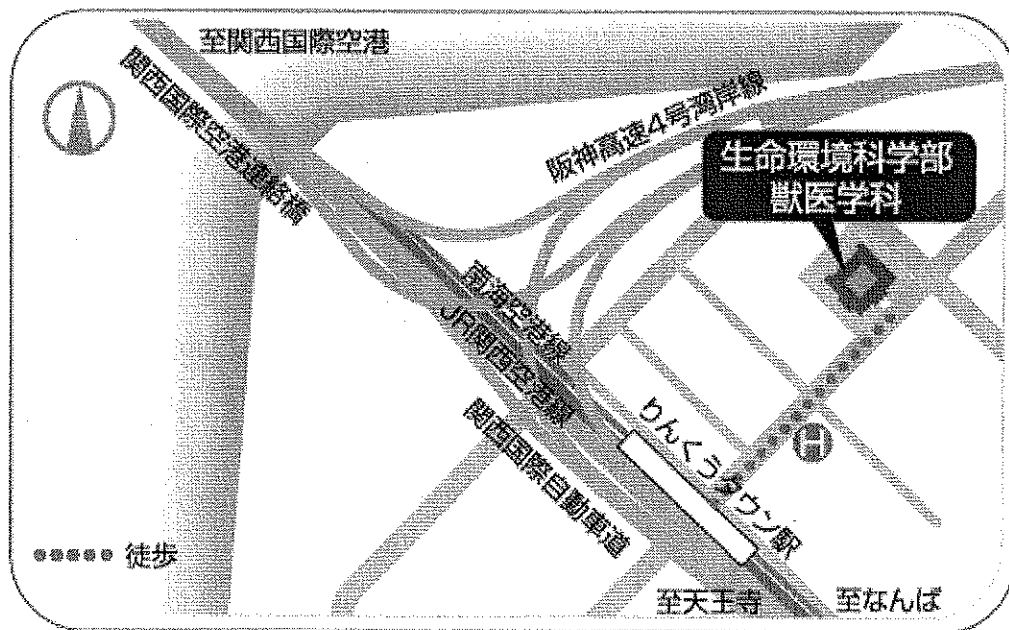 至関西国際空港
関西国際空港連絡橋
阪神高速4号湾岸線
生命環境科学部
獣医学科
南海空港線
JR関西空港線
関西国際自動車道
りんくうタウン駅
H
徒歩
至天王寺
至なんば